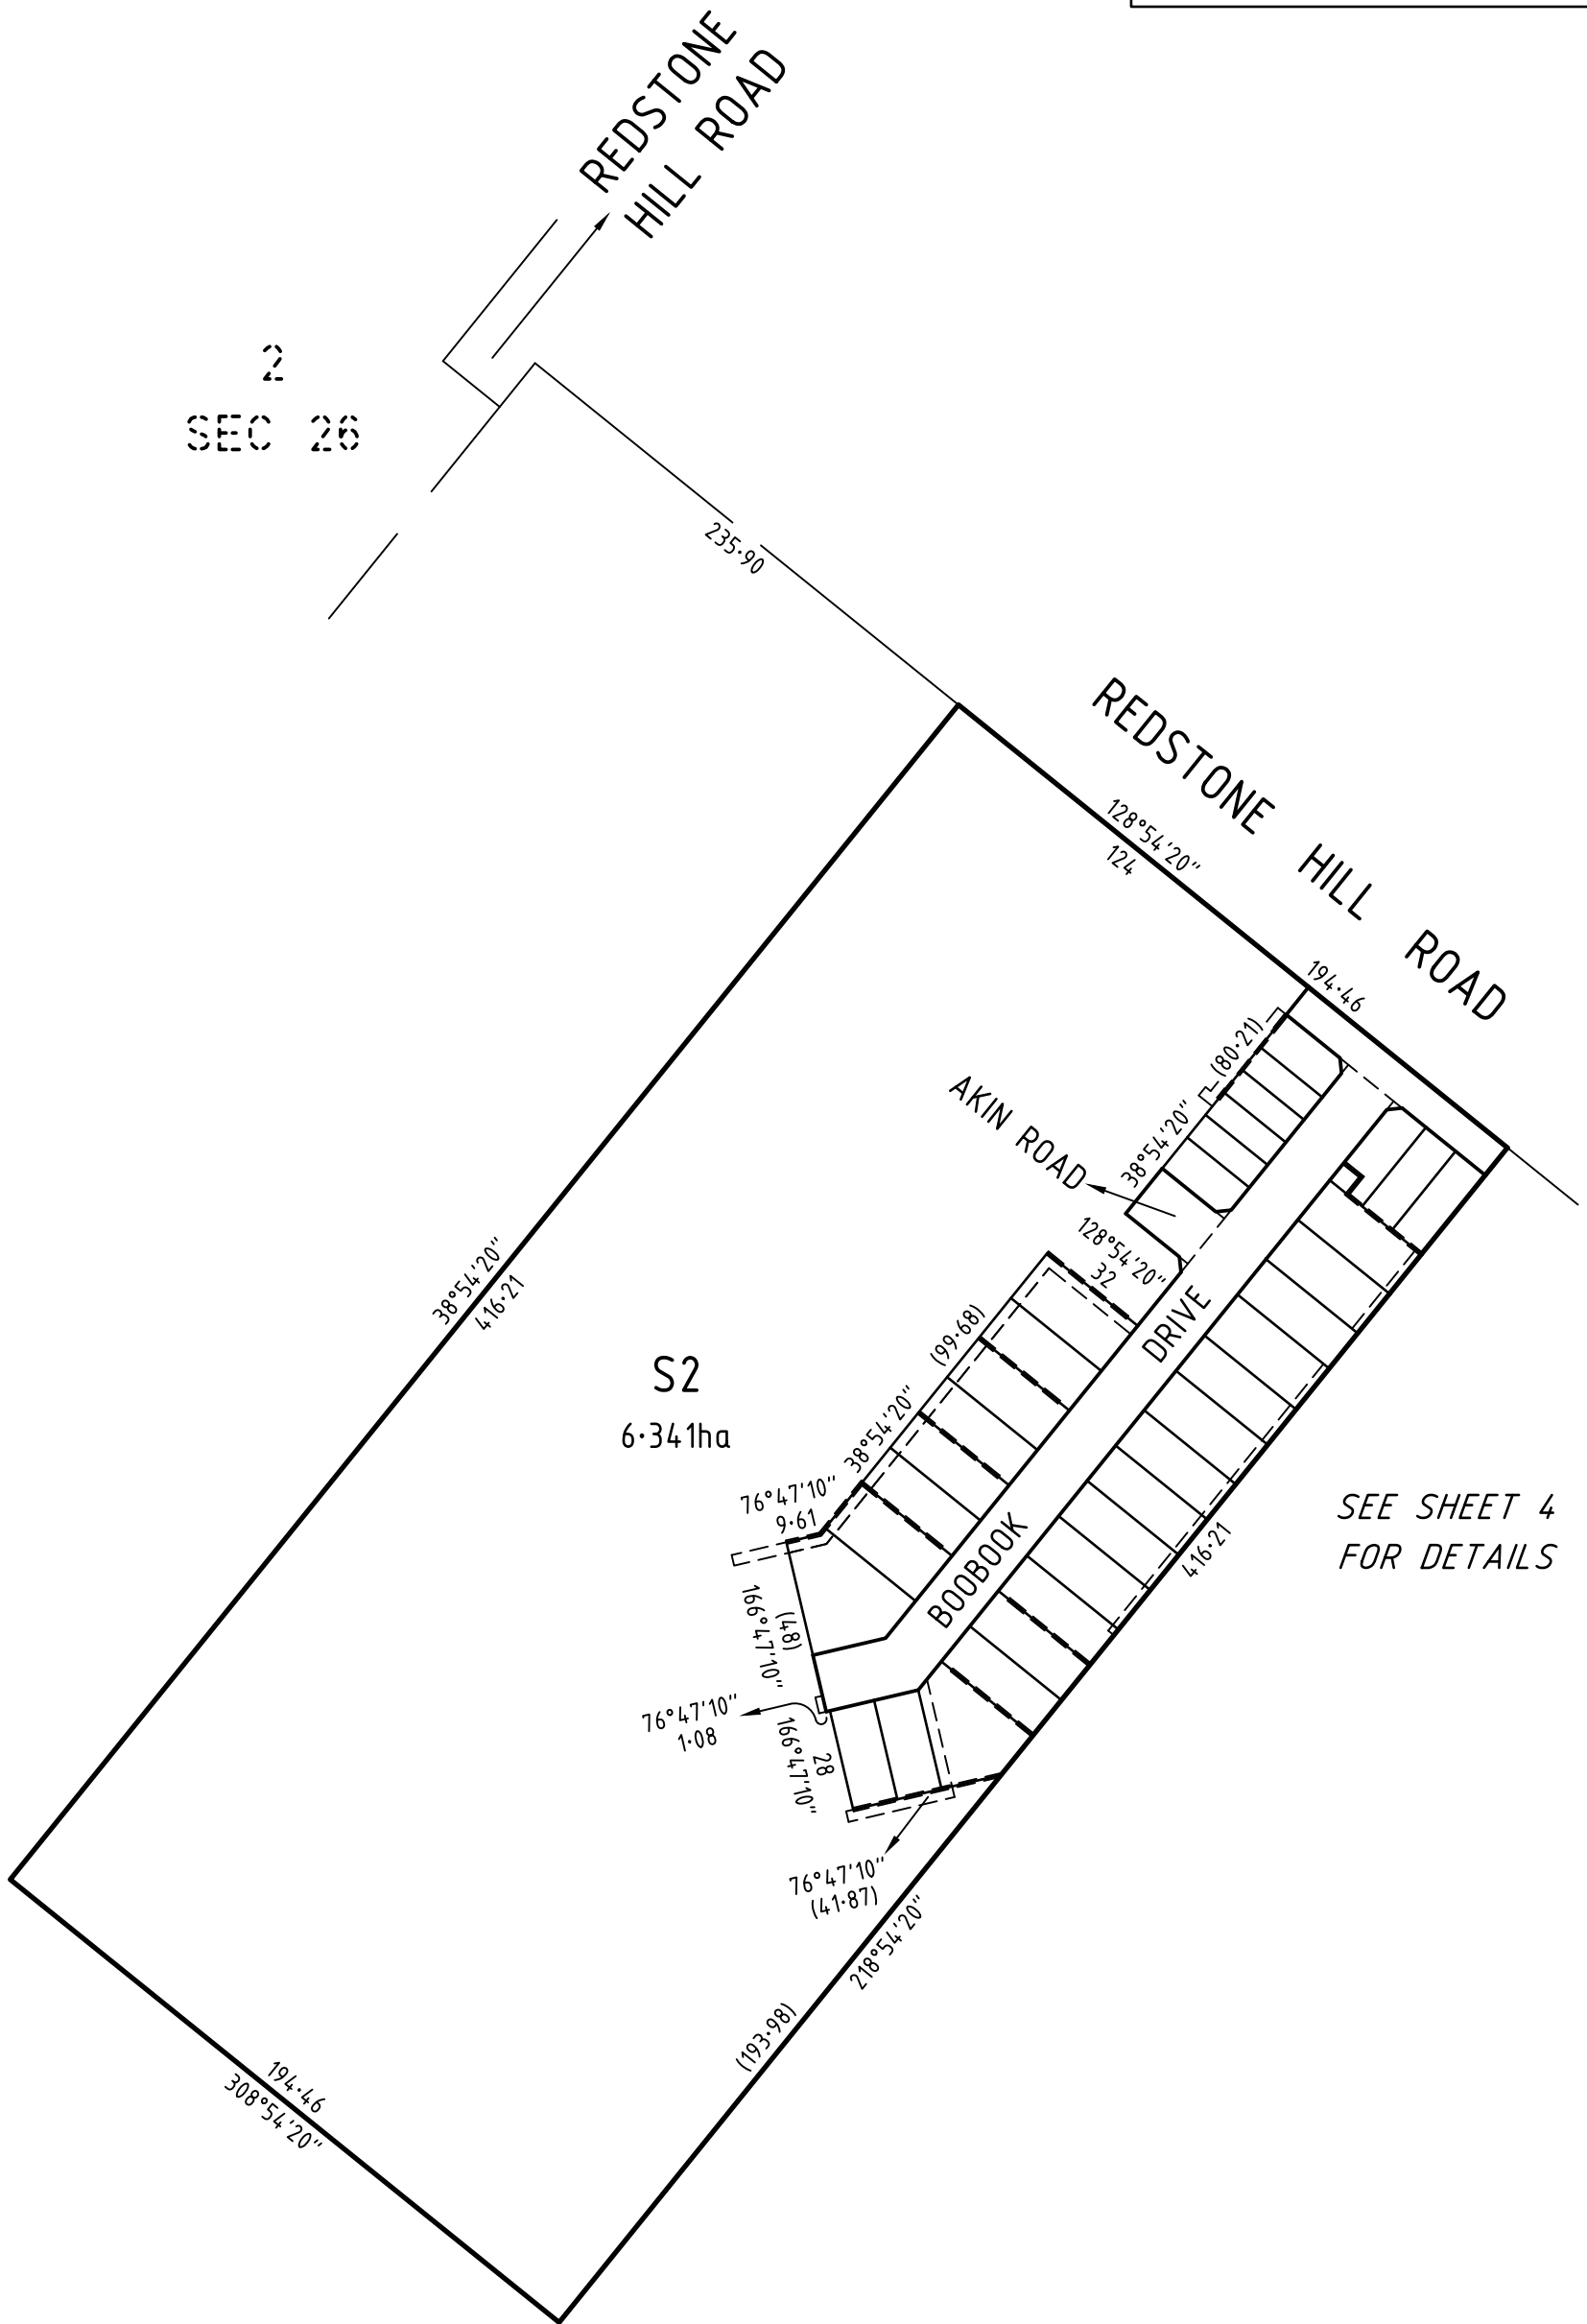 REDSTONE
HILL ROAD
2
SEC 26
235·90
REDSTONE HILL ROAD
128°54'20"
124
194·46
(80·21)
38°54'20"
AKIN ROAD
128°54'20"
32
DRIVE
38°54'20"
416·21
(99·68)
38°54'20"
S2
6·341ha
76°47'10"
9·61
SEE SHEET 4
FOR DETAILS
416·21
BOOBOOK
(48)
166°47'10"
76°47'10"
1·08
28
166°47'10"
76°47'10"
(41·87)
218°54'20"
(193·98)
194·46
308°54'20"